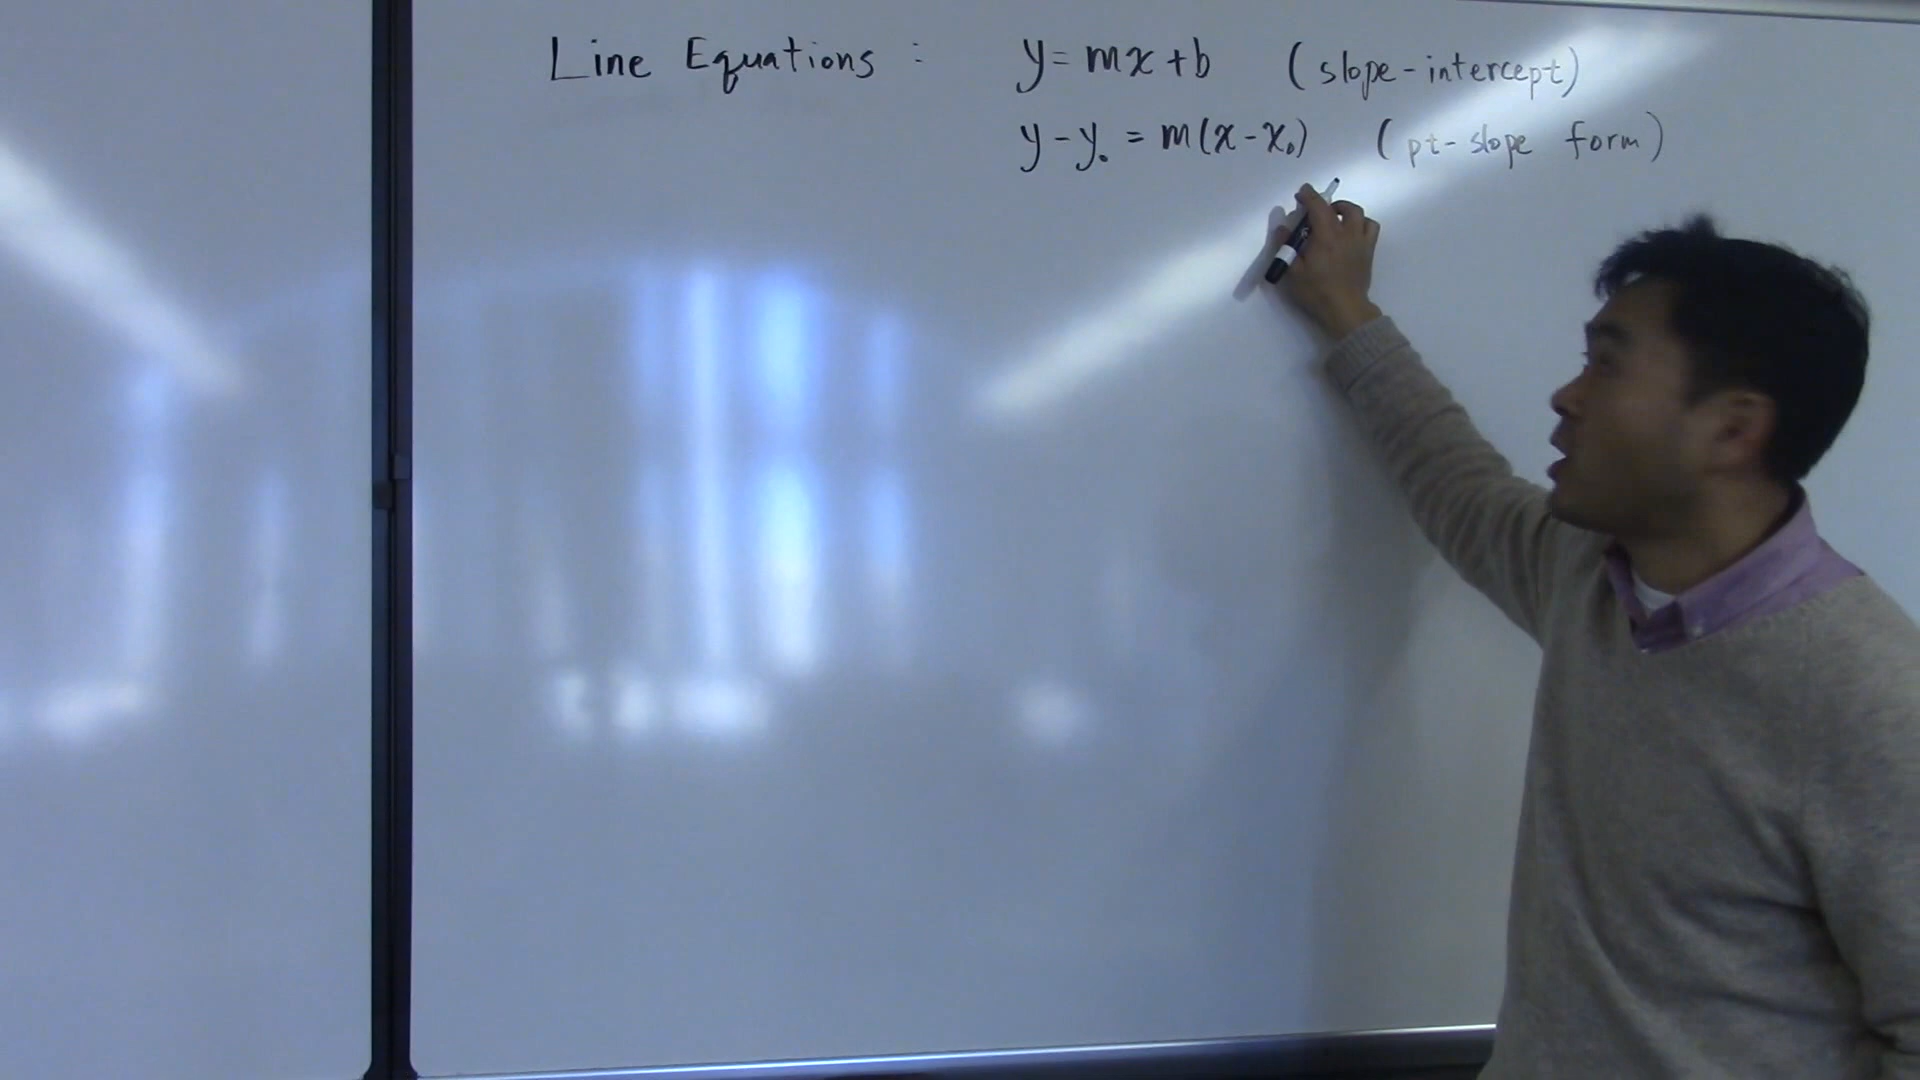 Line Equations : y = mx + b (slope-intercept)
y - y₀ = m(x - x₀) (pt-slope form)